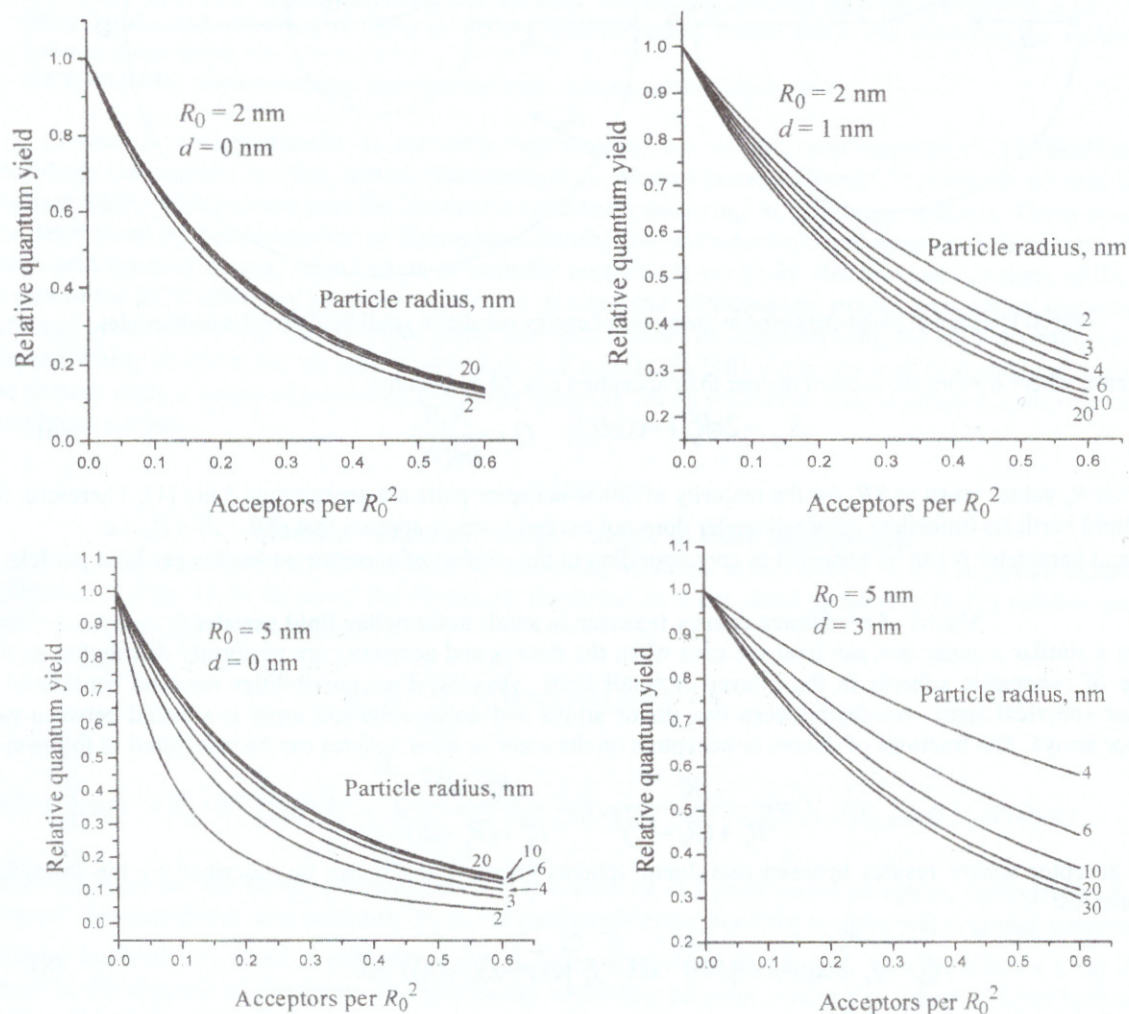 Relative quantum yield
1.0
0.8
0.6
0.4
0.2
0.0
R₀ = 2 nm
d = 0 nm
Particle radius, nm
20
2
0.0 0.1 0.2 0.3 0.4 0.5 0.6
Acceptors per R₀²
Relative quantum yield
1.0
0.9
0.8
0.7
0.6
0.5
0.4
0.3
0.2
R₀ = 2 nm
d = 1 nm
Particle radius, nm
2
3
4
6
10
20
0.0 0.1 0.2 0.3 0.4 0.5 0.6
Acceptors per R₀²
Relative quantum yield
1.1
1.0
0.9
0.8
0.7
0.6
0.5
0.4
0.3
0.2
0.1
0.0
R₀ = 5 nm
d = 0 nm
Particle radius, nm
20
10
6
4
3
2
0.0 0.1 0.2 0.3 0.4 0.5 0.6
Acceptors per R₀²
Relative quantum yield
1.1
1.0
0.9
0.8
0.7
0.6
0.5
0.4
0.3
0.2
R₀ = 5 nm
d = 3 nm
Particle radius, nm
4
6
10
20
30
0.0 0.1 0.2 0.3 0.4 0.5 0.6
Acceptors per R₀²